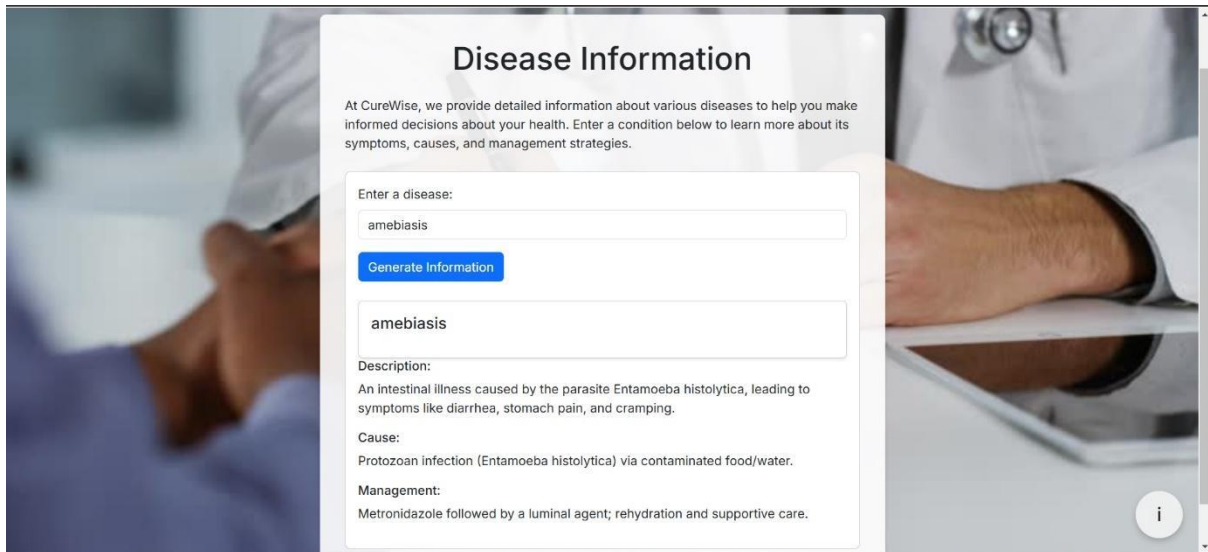 Disease Information
At CureWise, we provide detailed information about various diseases to help you make
informed decisions about your health. Enter a condition below to learn more about its
symptoms, causes, and management strategies.
Enter a disease:
amebiasis
Generate Information
amebiasis
Description:
An intestinal illness caused by the parasite Entamoeba histolytica, leading to
symptoms like diarrhea, stomach pain, and cramping.
Cause:
Protozoan infection (Entamoeba histolytica) via contaminated food/water.
Management:
Metronidazole followed by a luminal agent; rehydration and supportive care.
i